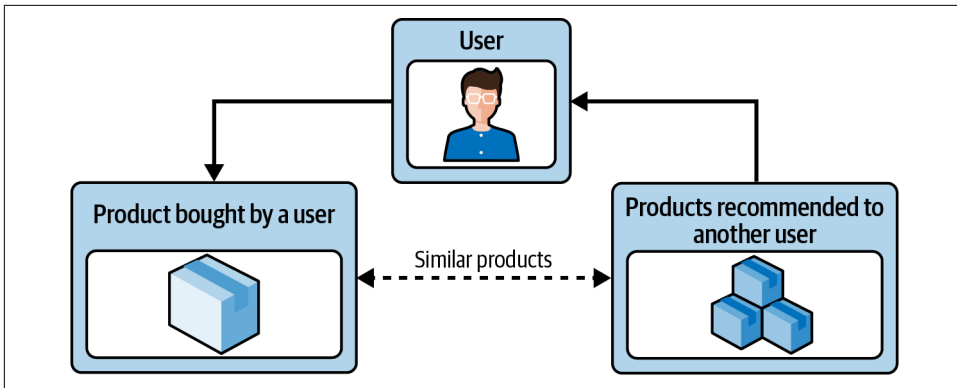 User
Product bought by a user
Products recommended to
another user
Similar products